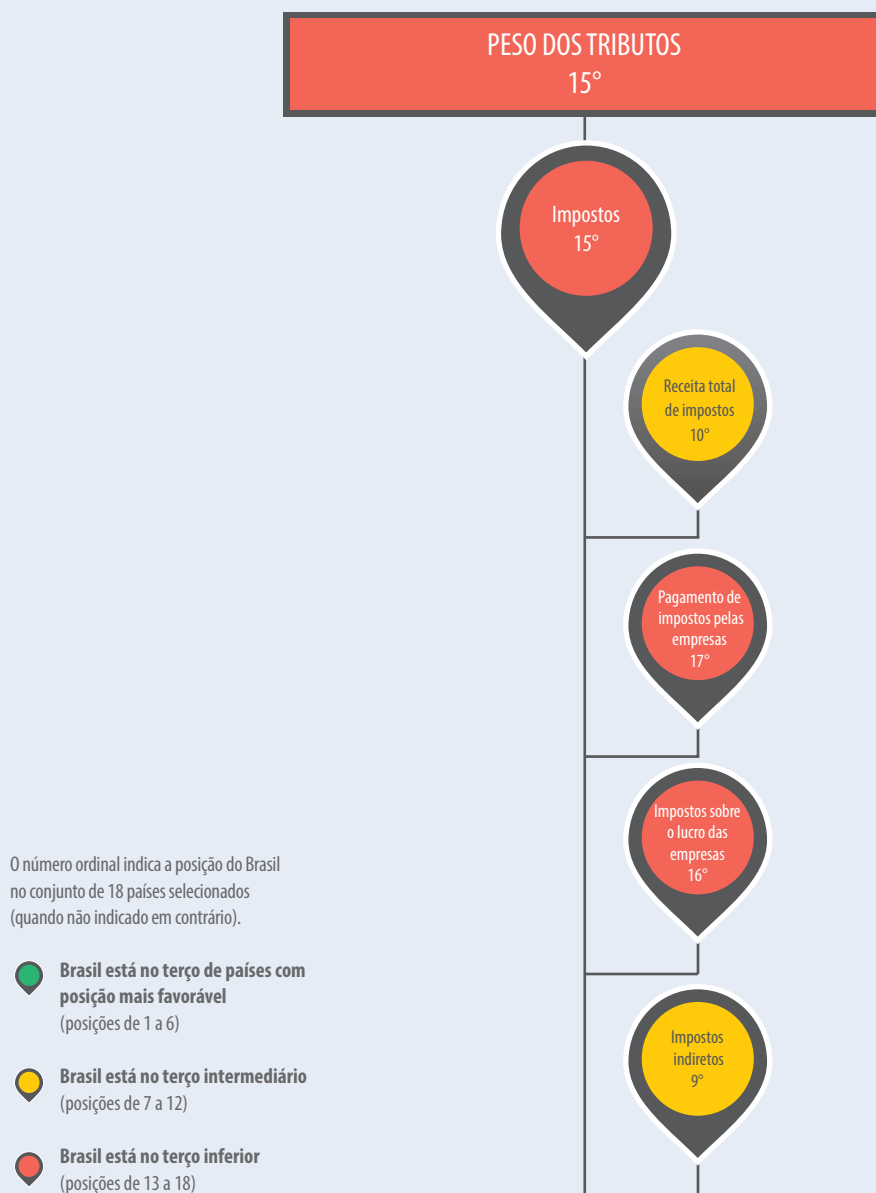 PESO DOS TRIBUTOS
15°
Impostos
15°
Receita total
de impostos
10°
Pagamento de
impostos pelas
empresas
17°
Impostos sobre
o lucro das
empresas
16°
Impostos
indiretos
9°
O número ordinal indica a posição do Brasil
no conjunto de 18 países selecionados
(quando não indicado em contrário).
Brasil está no terço de países com
posição mais favorável
(posições de 1 a 6)
Brasil está no terço intermediário
(posições de 7 a 12)
Brasil está no terço inferior
(posições de 13 a 18)